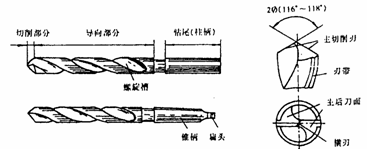 切削部分
导向部分
钻尾(柱柄)
螺旋槽
锥柄
扁头
2Φ(116°~118°)
主切削刃
刃带
主后刀面
横刃